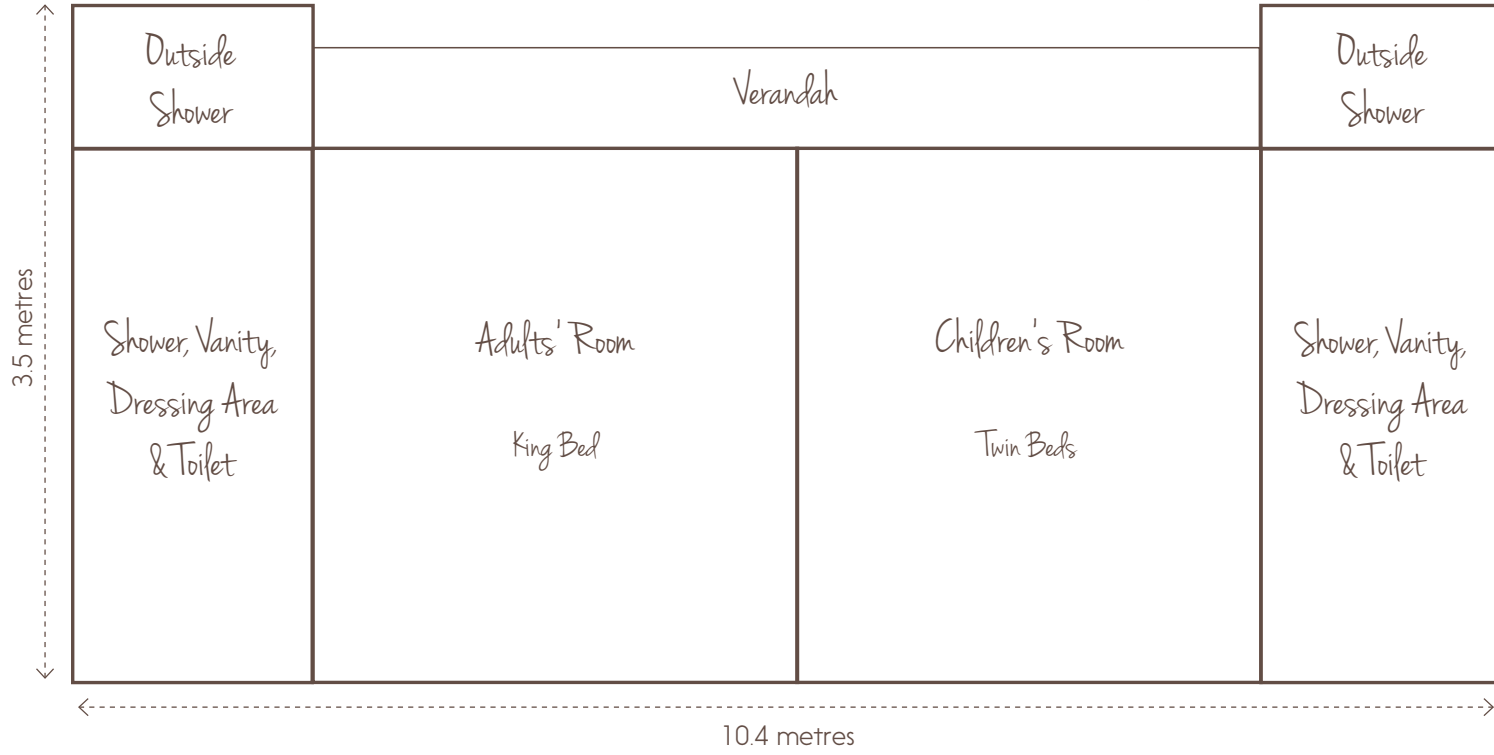 Outside
Shower
Verandah
Outside
Shower
3.5 metres
Shower, Vanity,
Dressing Area
& Toilet
Adults' Room
King Bed
Children's Room
Twin Beds
Shower, Vanity,
Dressing Area
& Toilet
10.4 metres